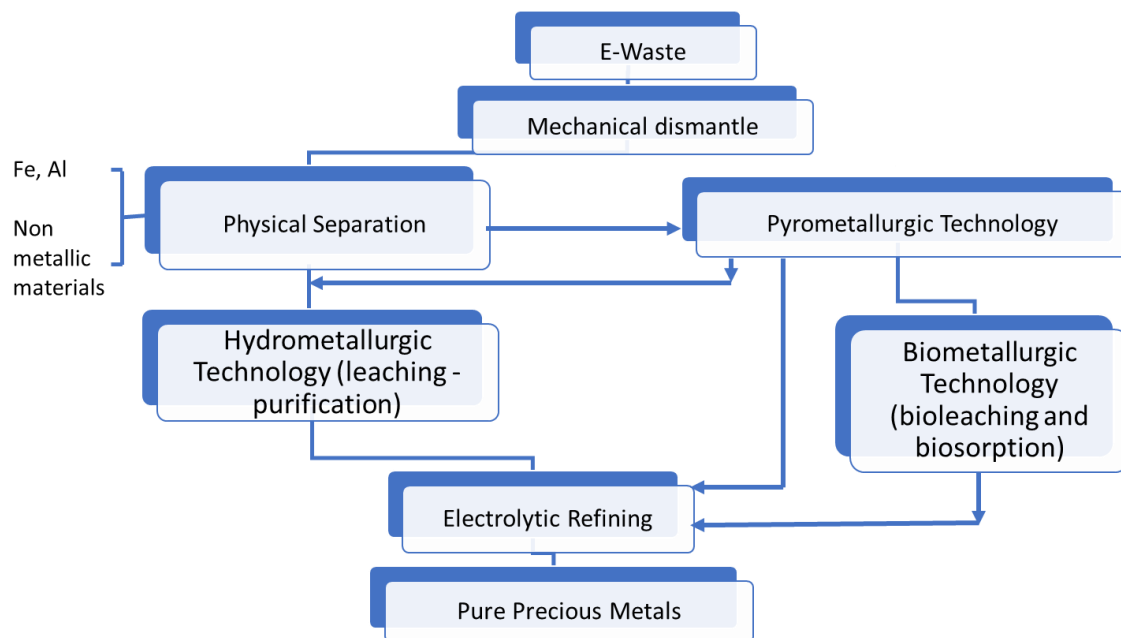 E-Waste
Mechanical dismantle
Fe, Al
Non
metallic
materials
Physical Separation
Pyrometallurgic Technology
Hydrometallurgic
Technology (leaching -
purification)
Biometallurgic
Technology
(bioleaching and
biosorption)
Electrolytic Refining
Pure Precious Metals